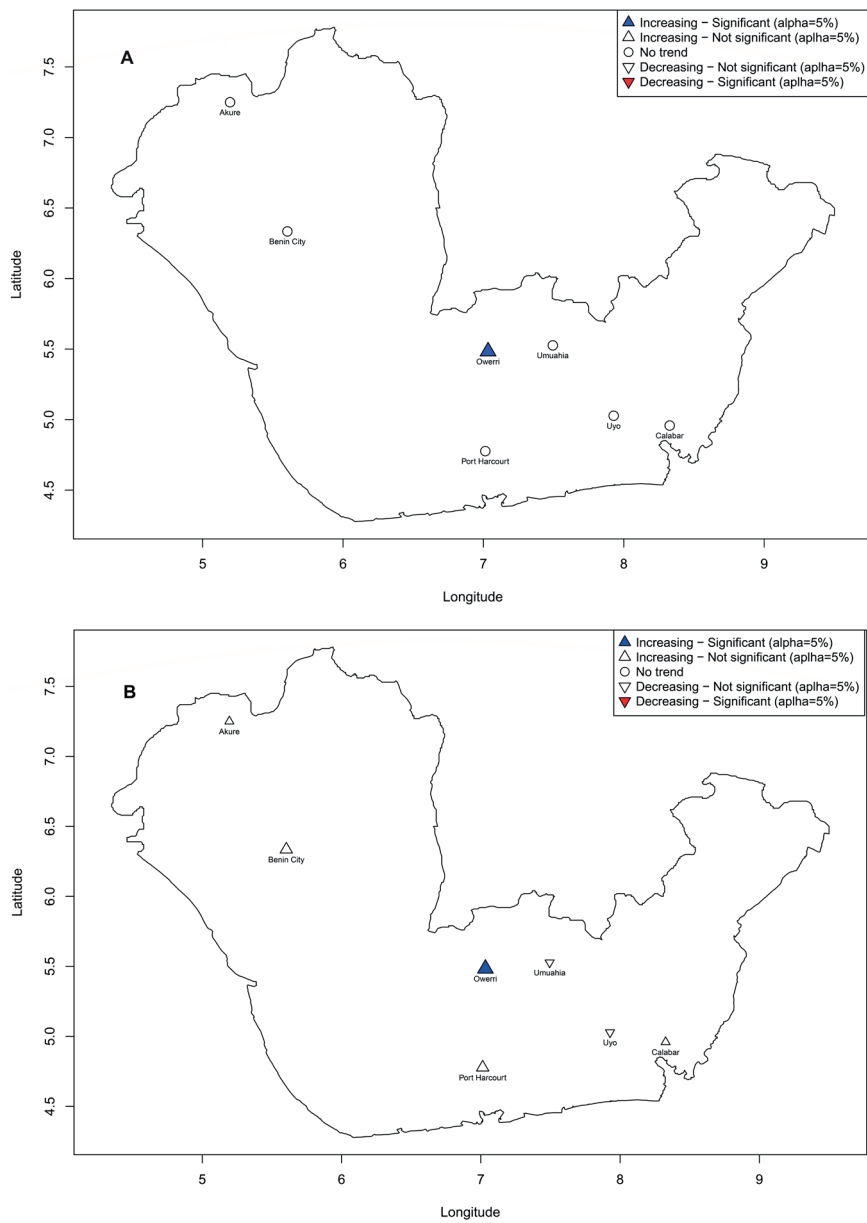 A
Increasing − Significant (alpha=5%)
Increasing − Not significant (aplha=5%)
No trend
Decreasing − Not significant (aplha=5%)
Decreasing − Significant (aplha=5%)
7.5
7.0
6.5
6.0
5.5
5.0
4.5
Latitude
Akure
Benin City
Owerri
Umuahia
Uyo
Calabar
Port Harcourt
5 6 7 8 9
Longitude
B
Increasing − Significant (alpha=5%)
Increasing − Not significant (aplha=5%)
No trend
Decreasing − Not significant (aplha=5%)
Decreasing − Significant (aplha=5%)
7.5
7.0
6.5
6.0
5.5
5.0
4.5
Latitude
Akure
Benin City
Owerri
Umuahia
Uyo
Calabar
Port Harcourt
5 6 7 8 9
Longitude